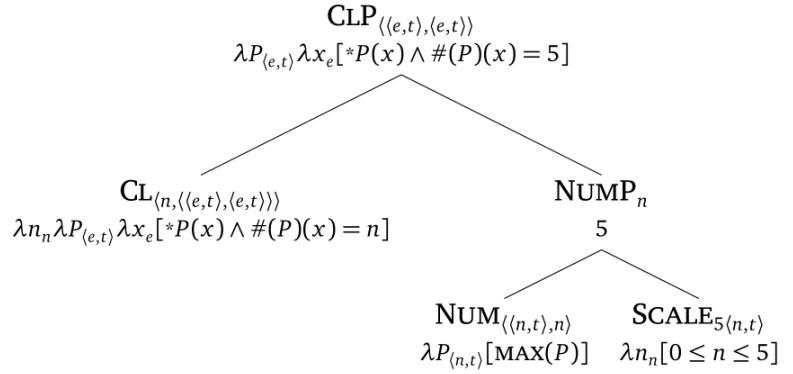 CLP⟨⟨e,t⟩,⟨e,t⟩⟩
λP⟨e,t⟩λxe[*P(x) ∧ #(P)(x) = 5]
CL⟨n,⟨⟨e,t⟩,⟨e,t⟩⟩⟩ NUMPn
λnnλP⟨e,t⟩λxe[*P(x) ∧ #(P)(x) = n] 5
NUM⟨⟨n,t⟩,n⟩ SCALE5⟨n,t⟩
λP⟨n,t⟩[MAX(P)] λnn[0 ≤ n ≤ 5]